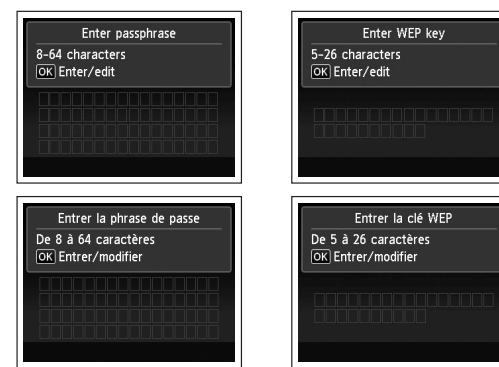 Enter passphrase
8-64 characters
OK Enter/edit
Enter WEP key
5-26 characters
OK Enter/edit
Entrer la phrase de passe
De 8 à 64 caractères
OK Entrer/modifier
Entrer la clé WEP
De 5 à 26 caractères
OK Entrer/modifier